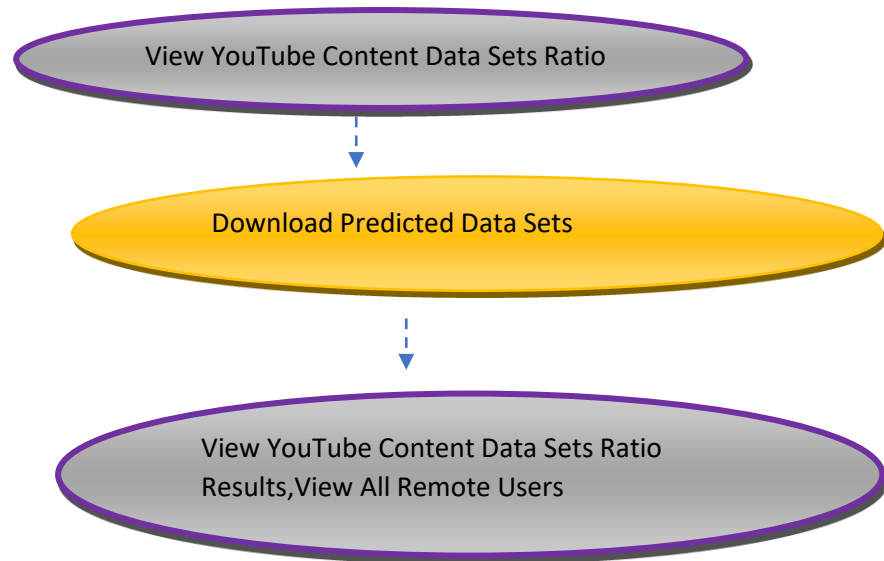 View YouTube Content Data Sets Ratio
Download Predicted Data Sets
View YouTube Content Data Sets Ratio
Results,View All Remote Users